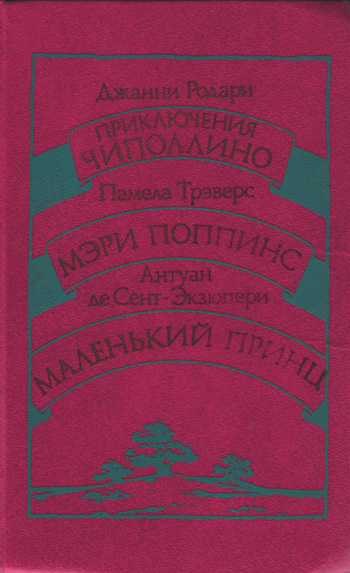 Джанни Родари
ПРИКЛЮЧЕНИЯ
ЧИПОЛЛИНО
Памела Трэверс
МЭРИ ПОППИНС
Антуан
де Сент-Экзюпери
МАЛЕНЬКИЙ ПРИНЦ